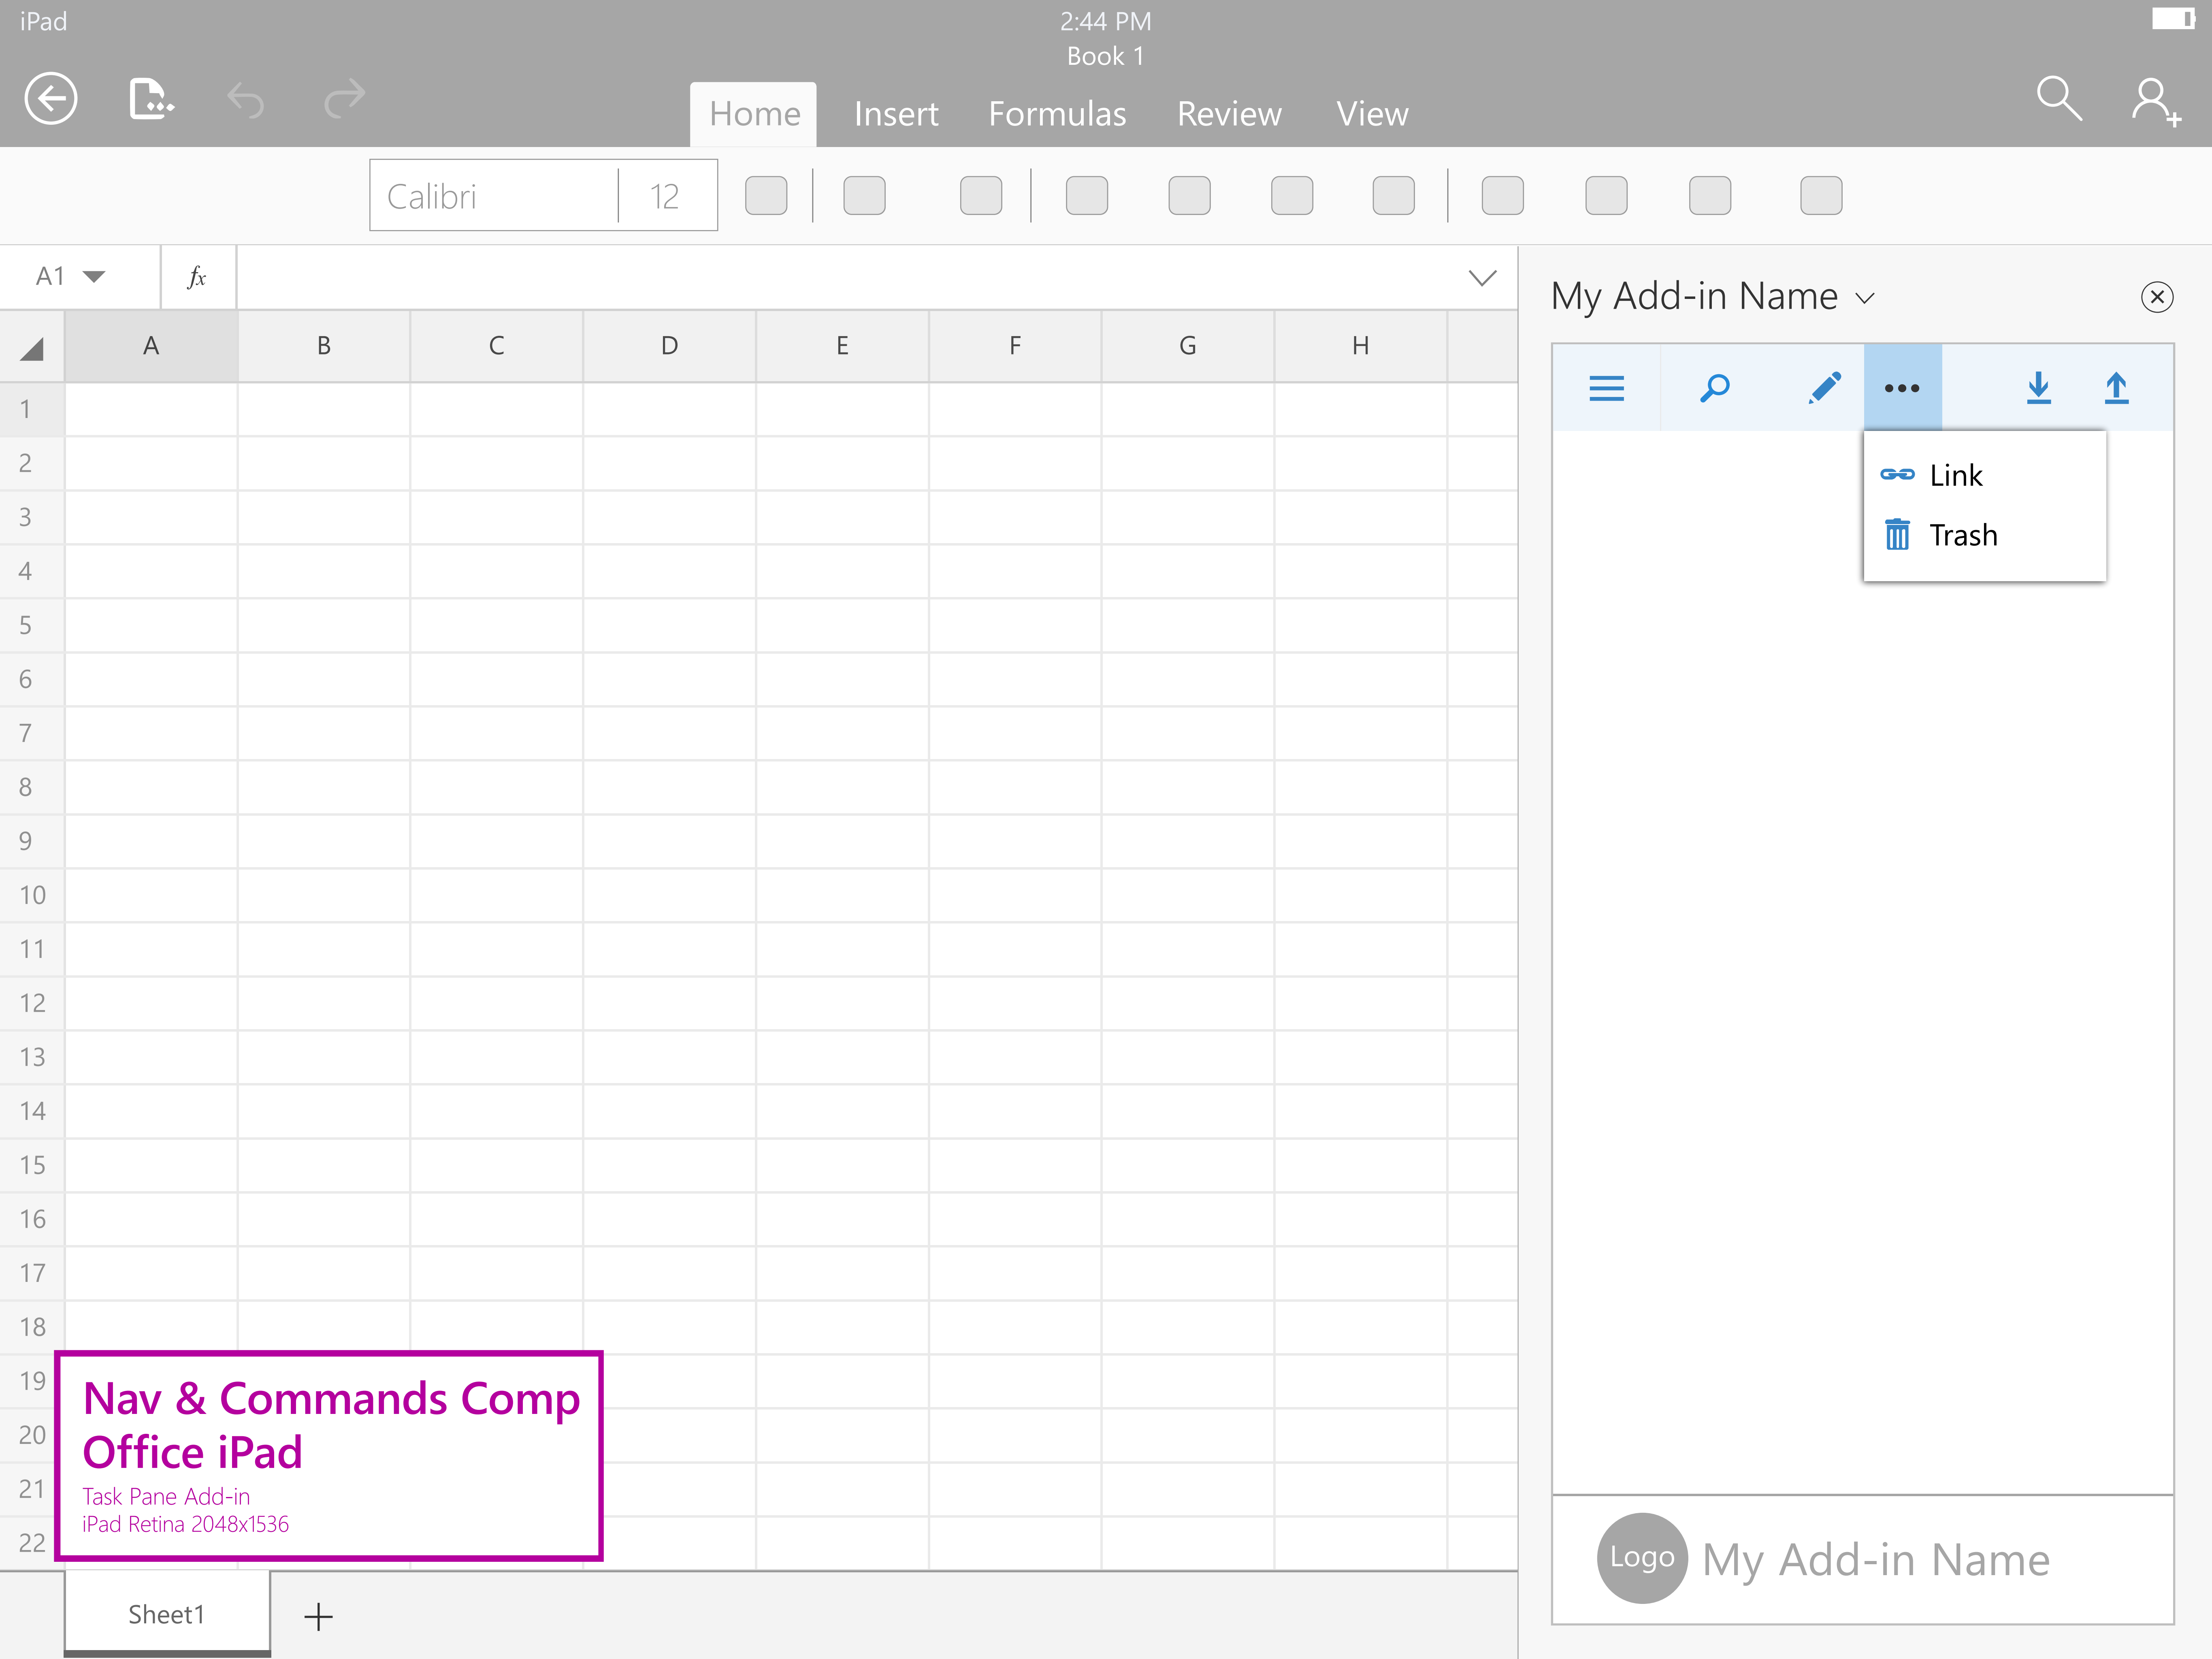 iPad
2:44 PM
Book 1
Home Insert Formulas Review View
Calibri 12
A1 fx
My Add-in Name
A B C D E F G H
1
2
3
4
5
6
7
8
9
10
11
12
13
14
15
16
17
18
19
20
21
22
Link
Trash
Nav & Commands Comp
Office iPad
Task Pane Add-in
iPad Retina 2048x1536
Logo My Add-in Name
Sheet1